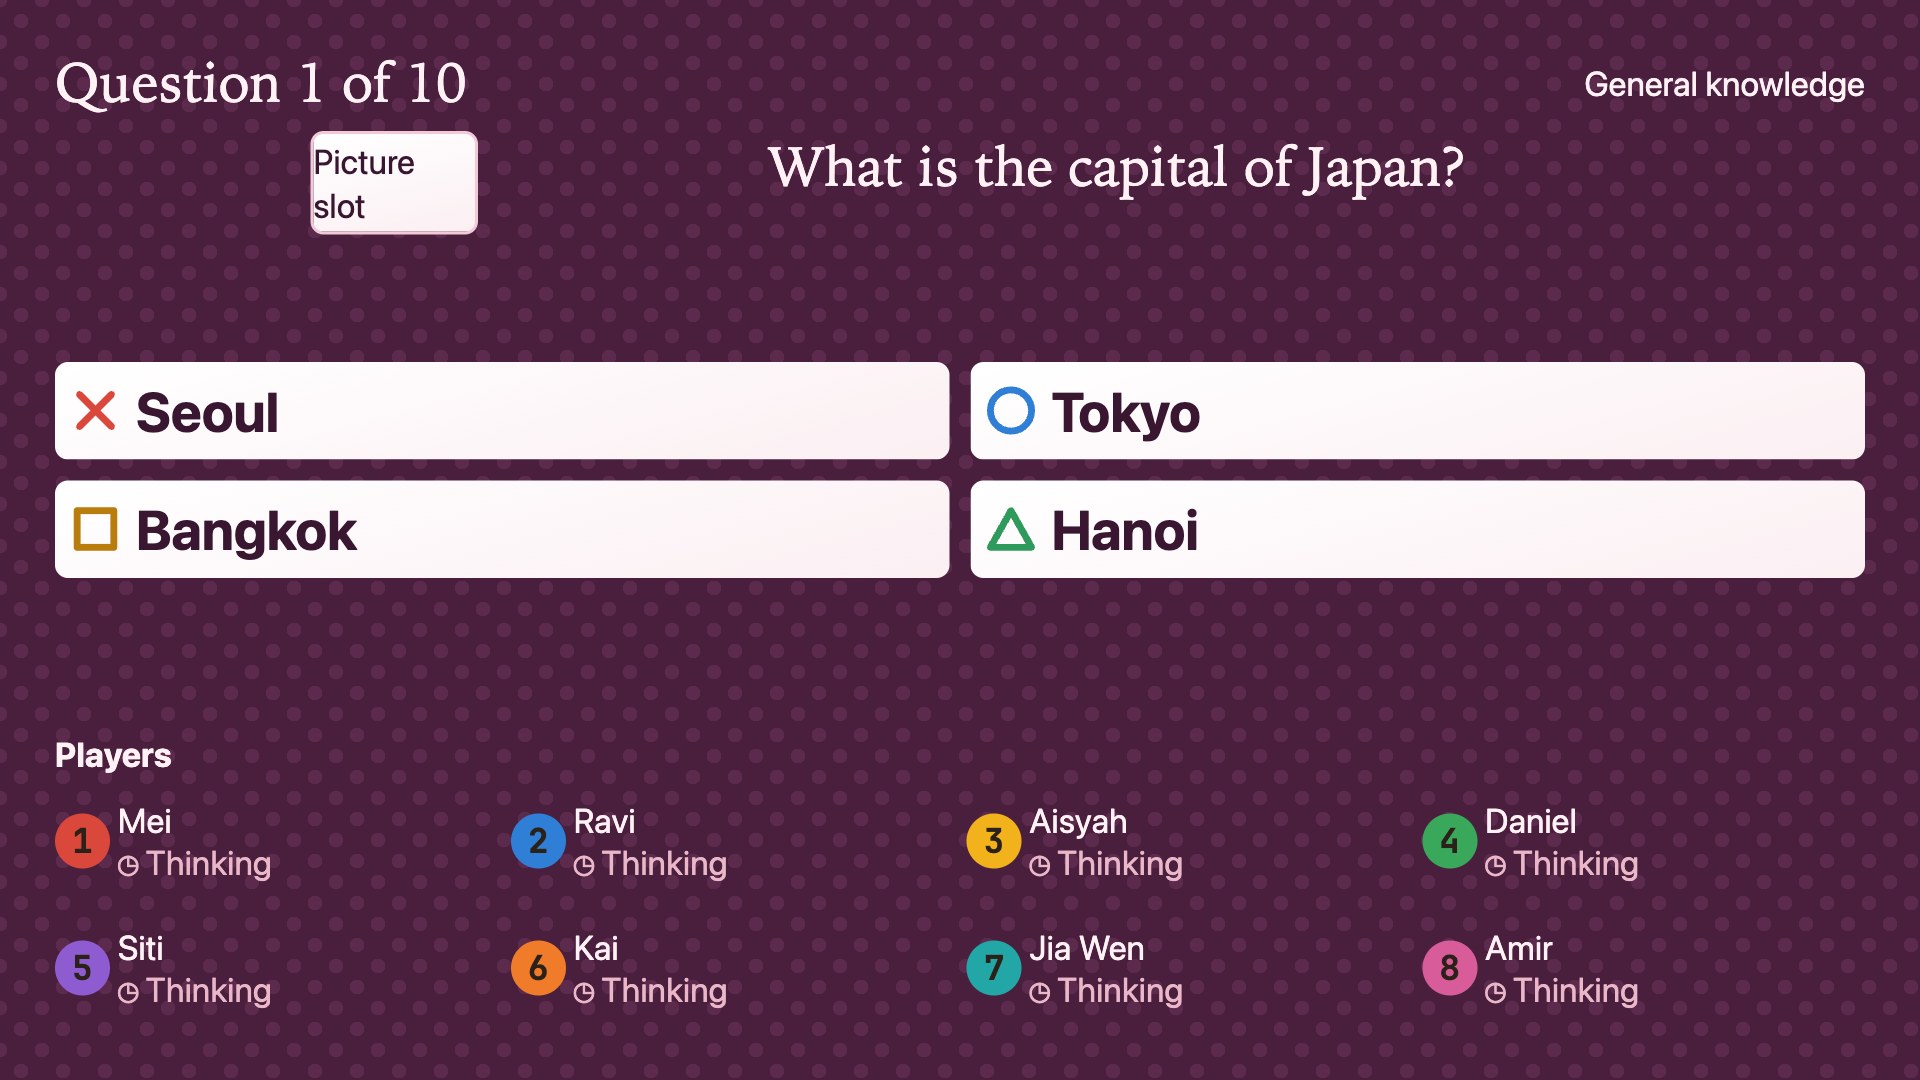 Question 1 of 10
General knowledge
Picture
slot
What is the capital of Japan?
Seoul
Tokyo
Bangkok
Hanoi
Players
1
Mei
Thinking
2
Ravi
Thinking
3
Aisyah
Thinking
4
Daniel
Thinking
5
Siti
Thinking
6
Kai
Thinking
7
Jia Wen
Thinking
8
Amir
Thinking